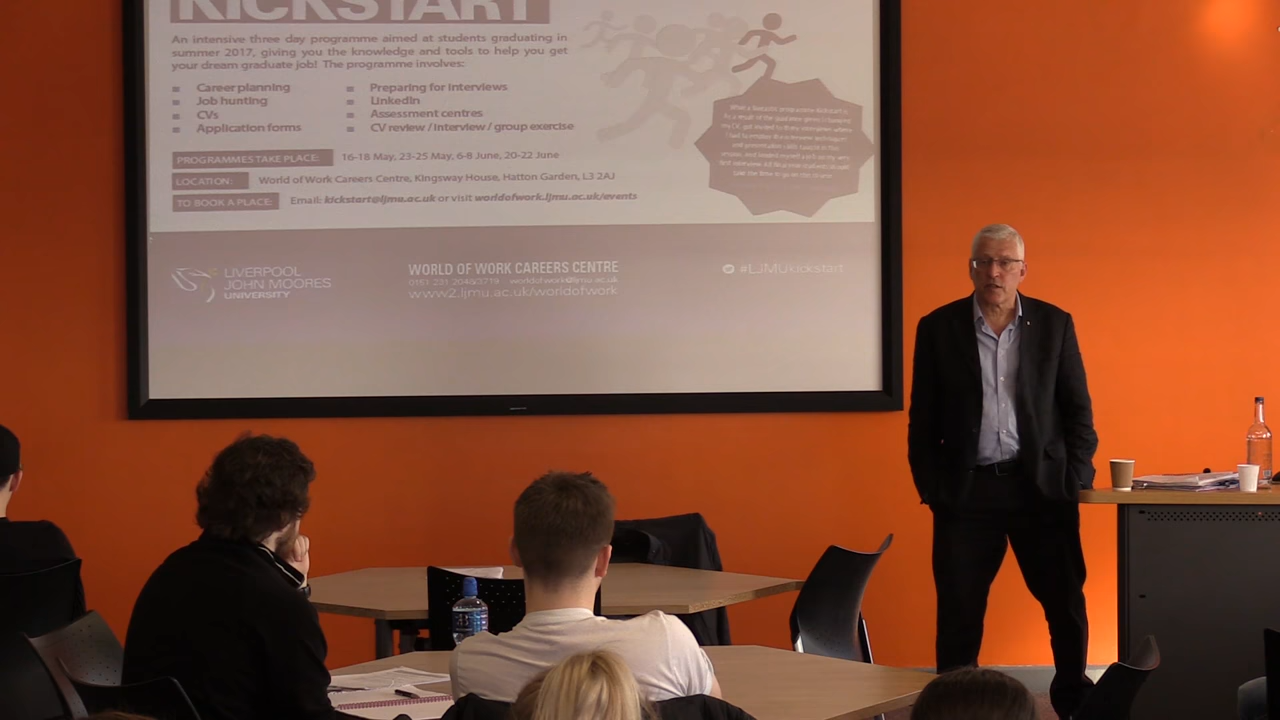 KICKSTART
An intensive three day programme aimed at students graduating in
summer 2017, giving you the knowledge and tools to help you get
your dream graduate job! The programme involves:
Career planning
Job hunting
CVs
Application forms
Preparing for Interviews
LinkedIn
Assessment centres
CV review / interview / group exercise
PROGRAMMES TAKE PLACE: 16-18 May, 23-25 May, 6-8 June, 20-22 June
LOCATION: World of Work Careers Centre, Kingsway House, Hatton Garden, L3 2AJ
TO BOOK A PLACE: Email: kickstart@ljmu.ac.uk or visit worldofwork.ljmu.ac.uk/events
LIVERPOOL
JOHN MOORES
UNIVERSITY
WORLD OF WORK CAREERS CENTRE
worldofwork@ljmu.ac.uk
www2.ljmu.ac.uk/worldofwork
#LJMUkickstart